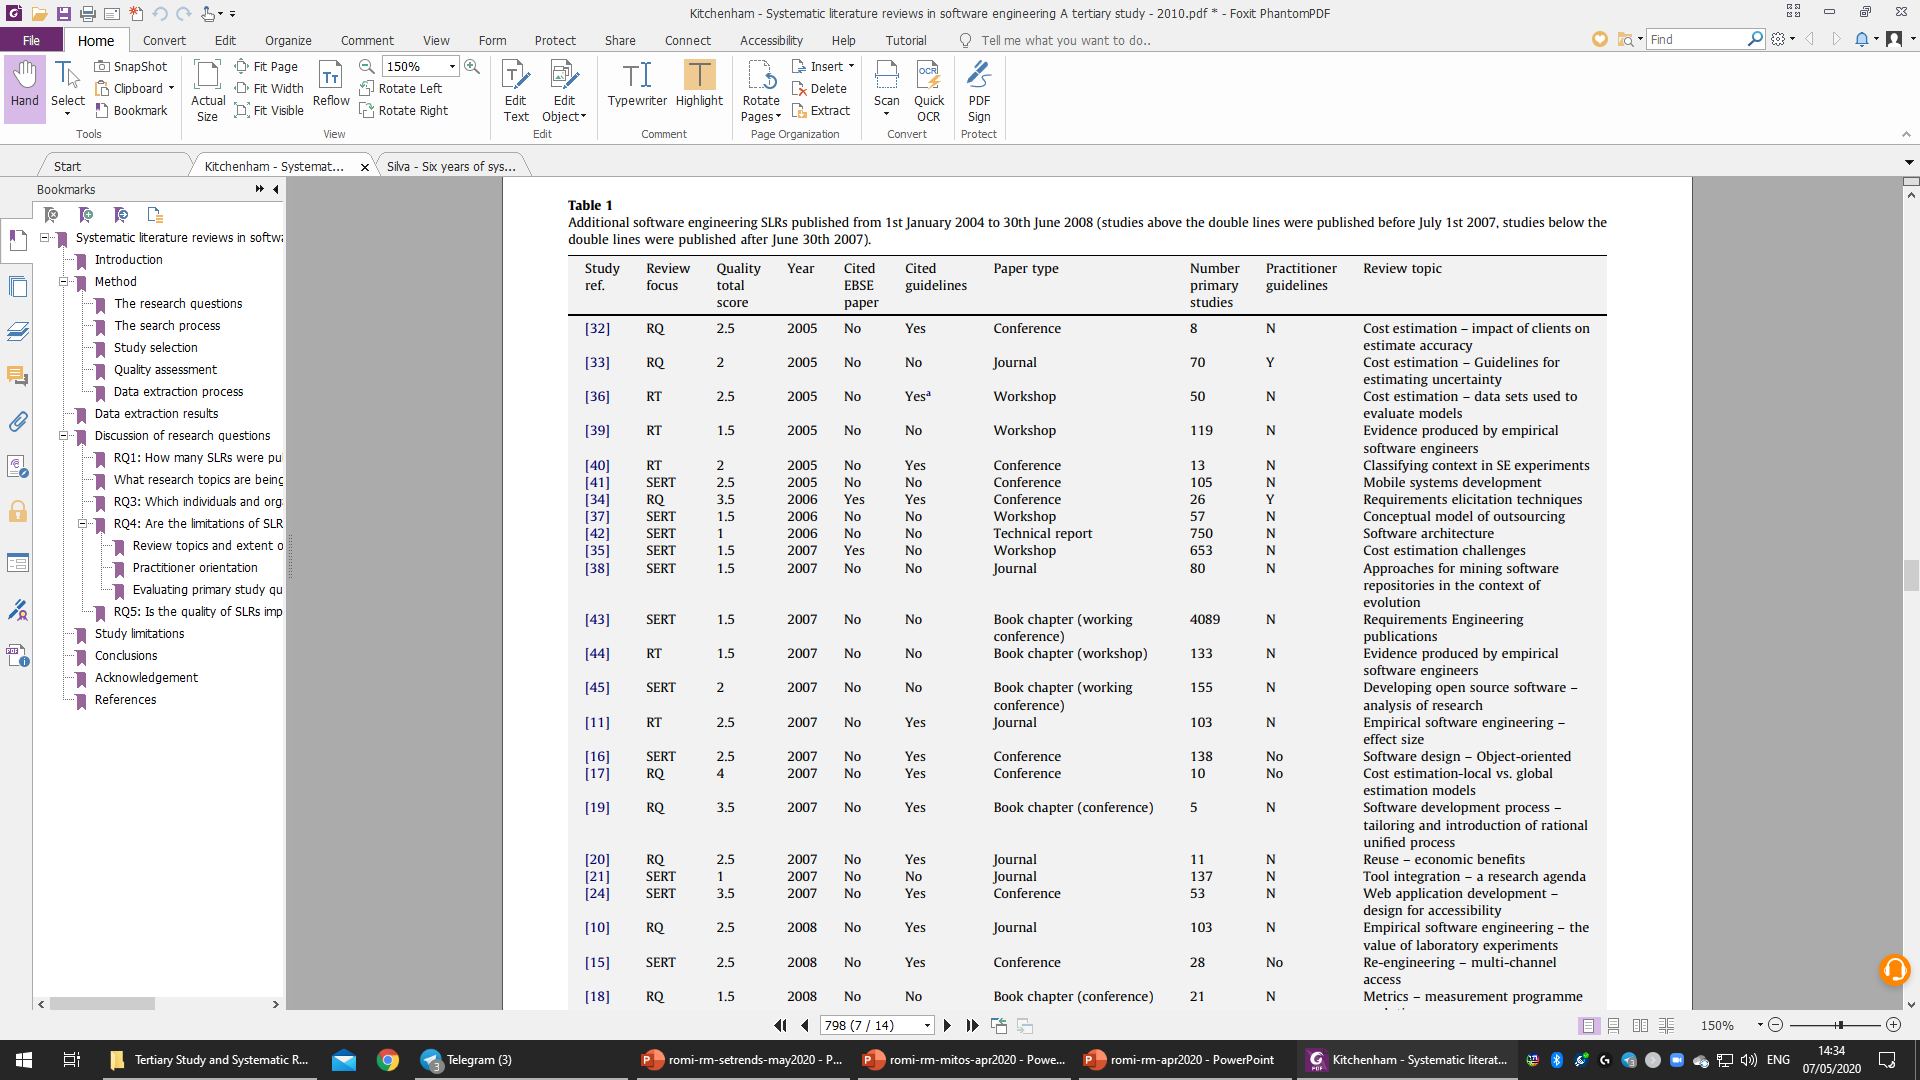 Kitchenham - Systematic literature reviews in software engineering A tertiary study - 2010.pdf * - Foxit PhantomPDF
File Home Convert Edit Organize Comment View Form Protect Share Connect Accessibility Help Tutorial Tell me what you want to do.. Find
Hand
Select
SnapShot
Clipboard
Bookmark
Tools
Actual Size
Fit Page
Fit Width
Fit Visible
Reflow
150%
Rotate Left
Rotate Right
View
Edit Text
Edit Object
Edit
Typewriter
Highlight
Comment
Rotate Pages
Insert
Delete
Extract
Page Organization
Scan
Quick OCR
Convert
PDF Sign
Protect
Start
Kitchenham - Systemat...
Silva - Six years of sys...
Bookmarks
Systematic literature reviews in softwa
Introduction
Method
The research questions
The search process
Study selection
Quality assessment
Data extraction process
Data extraction results
Discussion of research questions
RQ1: How many SLRs were pu
What research topics are being
RQ3: Which individuals and org
RQ4: Are the limitations of SLR
Review topics and extent o
Practitioner orientation
Evaluating primary study qu
RQ5: Is the quality of SLRs imp
Study limitations
Conclusions
Acknowledgement
References
Table 1
Additional software engineering SLRs published from 1st January 2004 to 30th June 2008 (studies above the double lines were published before July 1st 2007, studies below the
double lines were published after June 30th 2007).
Study Review Quality Year Cited Cited Paper type Number Practitioner Review topic
ref. focus total EBSE guidelines primary guidelines
score paper studies
[32] RQ 2.5 2005 No Yes Conference 8 N Cost estimation – impact of clients on
estimate accuracy
[33] RQ 2 2005 No No Journal 70 Y Cost estimation – Guidelines for
estimating uncertainty
[36] RT 2.5 2005 No Yesᵃ Workshop 50 N Cost estimation – data sets used to
evaluate models
[39] RT 1.5 2005 No No Workshop 119 N Evidence produced by empirical
software engineers
[40] RT 2 2005 No Yes Conference 13 N Classifying context in SE experiments
[41] SERT 2.5 2005 No No Conference 105 N Mobile systems development
[34] RQ 3.5 2006 Yes Yes Conference 26 Y Requirements elicitation techniques
[37] SERT 1.5 2006 No No Workshop 57 N Conceptual model of outsourcing
[42] SERT 1 2006 No No Technical report 750 N Software architecture
[35] SERT 1.5 2007 Yes No Workshop 653 N Cost estimation challenges
[38] SERT 1.5 2007 No No Journal 80 N Approaches for mining software
repositories in the context of
evolution
[43] SERT 1.5 2007 No No Book chapter (working 4089 N Requirements Engineering
conference) publications
[44] RT 1.5 2007 No No Book chapter (workshop) 133 N Evidence produced by empirical
software engineers
[45] SERT 2 2007 No No Book chapter (working 155 N Developing open source software –
conference) analysis of research
[11] RT 2.5 2007 No Yes Journal 103 N Empirical software engineering –
effect size
[16] SERT 2.5 2007 No Yes Conference 138 No Software design – Object-oriented
[17] RQ 4 2007 No Yes Conference 10 No Cost estimation-local vs. global
estimation models
[19] RQ 3.5 2007 No Yes Book chapter (conference) 5 N Software development process –
tailoring and introduction of rational
unified process
[20] RQ 2.5 2007 No Yes Journal 11 N Reuse – economic benefits
[21] SERT 1 2007 No No Journal 137 N Tool integration – a research agenda
[24] SERT 3.5 2007 No Yes Conference 53 N Web application development –
design for accessibility
[10] RQ 2.5 2008 No Yes Journal 103 N Empirical software engineering – the
value of laboratory experiments
[15] SERT 2.5 2008 No Yes Conference 28 No Re-engineering – multi-channel
access
[18] RQ 1.5 2008 No No Book chapter (conference) 21 N Metrics – measurement programme
798 (7 / 14)
150%
Tertiary Study and Systematic R...
Telegram (3)
romi-rm-setrends-may2020 - P...
romi-rm-mitos-apr2020 - Powe...
romi-rm-apr2020 - PowerPoint
Kitchenham - Systematic literat...
ENG
14:34
07/05/2020